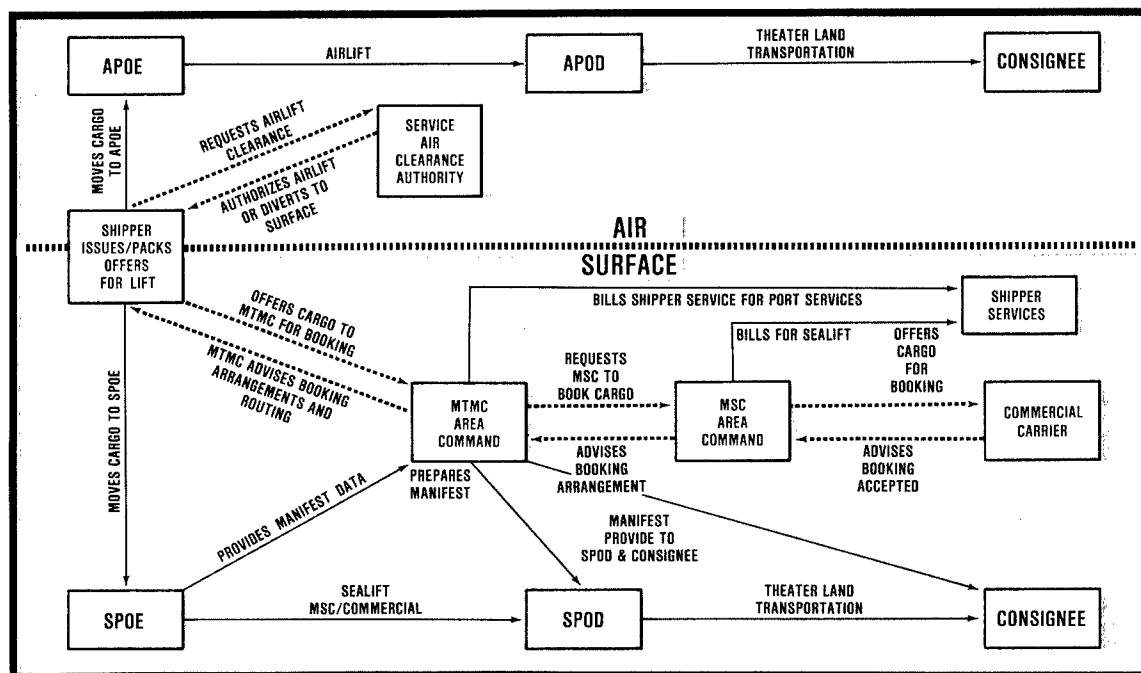 APOE
AIRLIFT
APOD
THEATER LAND
TRANSPORTATION
CONSIGNEE
MOVES CARGO
TO APOE
REQUESTS AIRLIFT
CLEARANCE
SERVICE
AIR
CLEARANCE
AUTHORITY
AUTHORIZES AIRLIFT
OR DIVERTS TO
SURFACE
SHIPPER
ISSUES/PACKS
OFFERS
FOR LIFT
AIR
SURFACE
OFFERS CARGO TO
MTMC FOR BOOKING
MTMC ADVISES BOOKING
ARRANGEMENTS AND
ROUTING
BILLS SHIPPER SERVICE FOR PORT SERVICES
SHIPPER
SERVICES
BILLS FOR SEALIFT
OFFERS
CARGO
FOR
BOOKING
REQUESTS
MSC TO
BOOK CARGO
MTMC
AREA
COMMAND
MSC
AREA
COMMAND
COMMERCIAL
CARRIER
ADVISES
BOOKING
ARRANGEMENT
ADVISES
BOOKING
ACCEPTED
PREPARES
MANIFEST
MOVES CARGO TO SPOE
PROVIDES MANIFEST DATA
MANIFEST
PROVIDE TO
SPOD & CONSIGNEE
SPOE
SEALIFT
MSC/COMMERCIAL
SPOD
THEATER LAND
TRANSPORTATION
CONSIGNEE